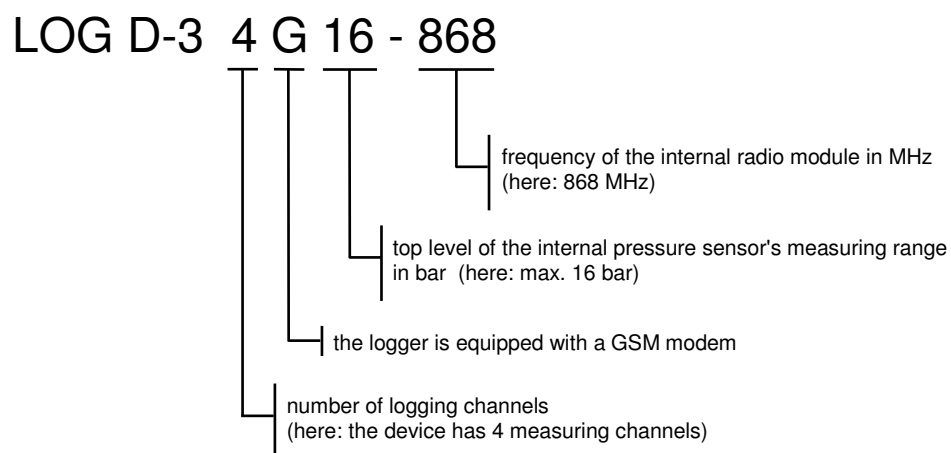 LOG D-3 4 G 16 - 868
frequency of the internal radio module in MHz
(here: 868 MHz)
top level of the internal pressure sensor's measuring range
in bar (here: max. 16 bar)
the logger is equipped with a GSM modem
number of logging channels
(here: the device has 4 measuring channels)